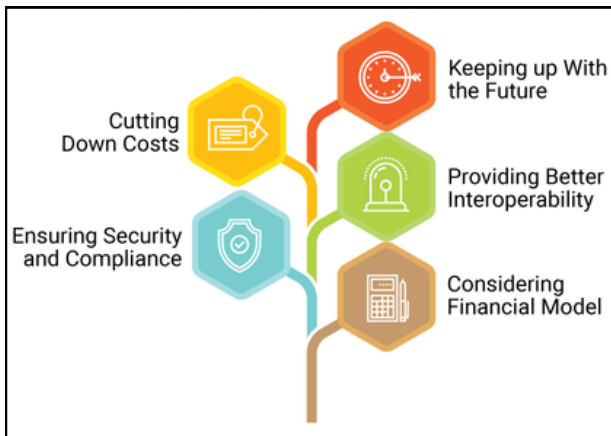 Keeping up With
the Future
Cutting
Down Costs
Providing Better
Interoperability
Ensuring Security
and Compliance
Considering
Financial Model